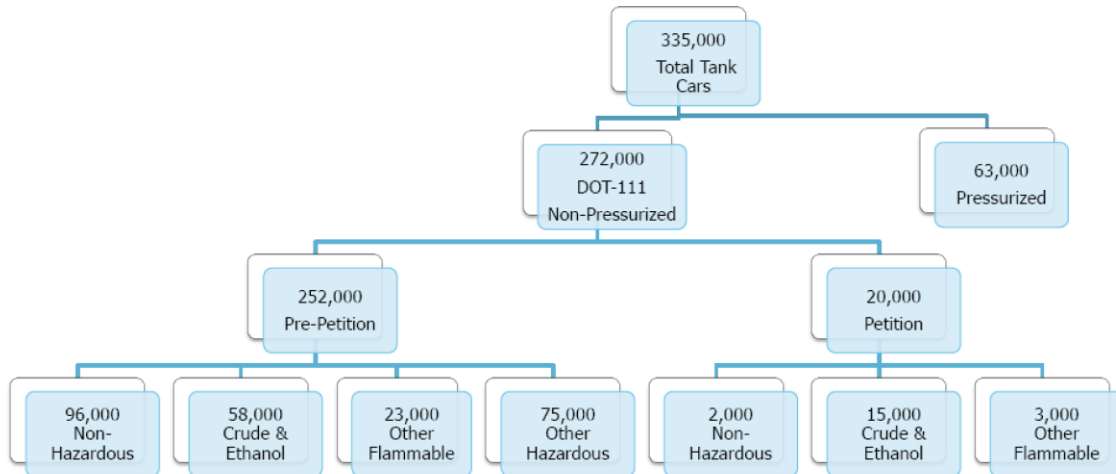 335,000
Total Tank
Cars
272,000
DOT-111
Non-Pressurized
63,000
Pressurized
252,000
Pre-Petition
20,000
Petition
96,000
Non-
Hazardous
58,000
Crude &
Ethanol
23,000
Other
Flammable
75,000
Other
Hazardous
2,000
Non-
Hazardous
15,000
Crude &
Ethanol
3,000
Other
Flammable